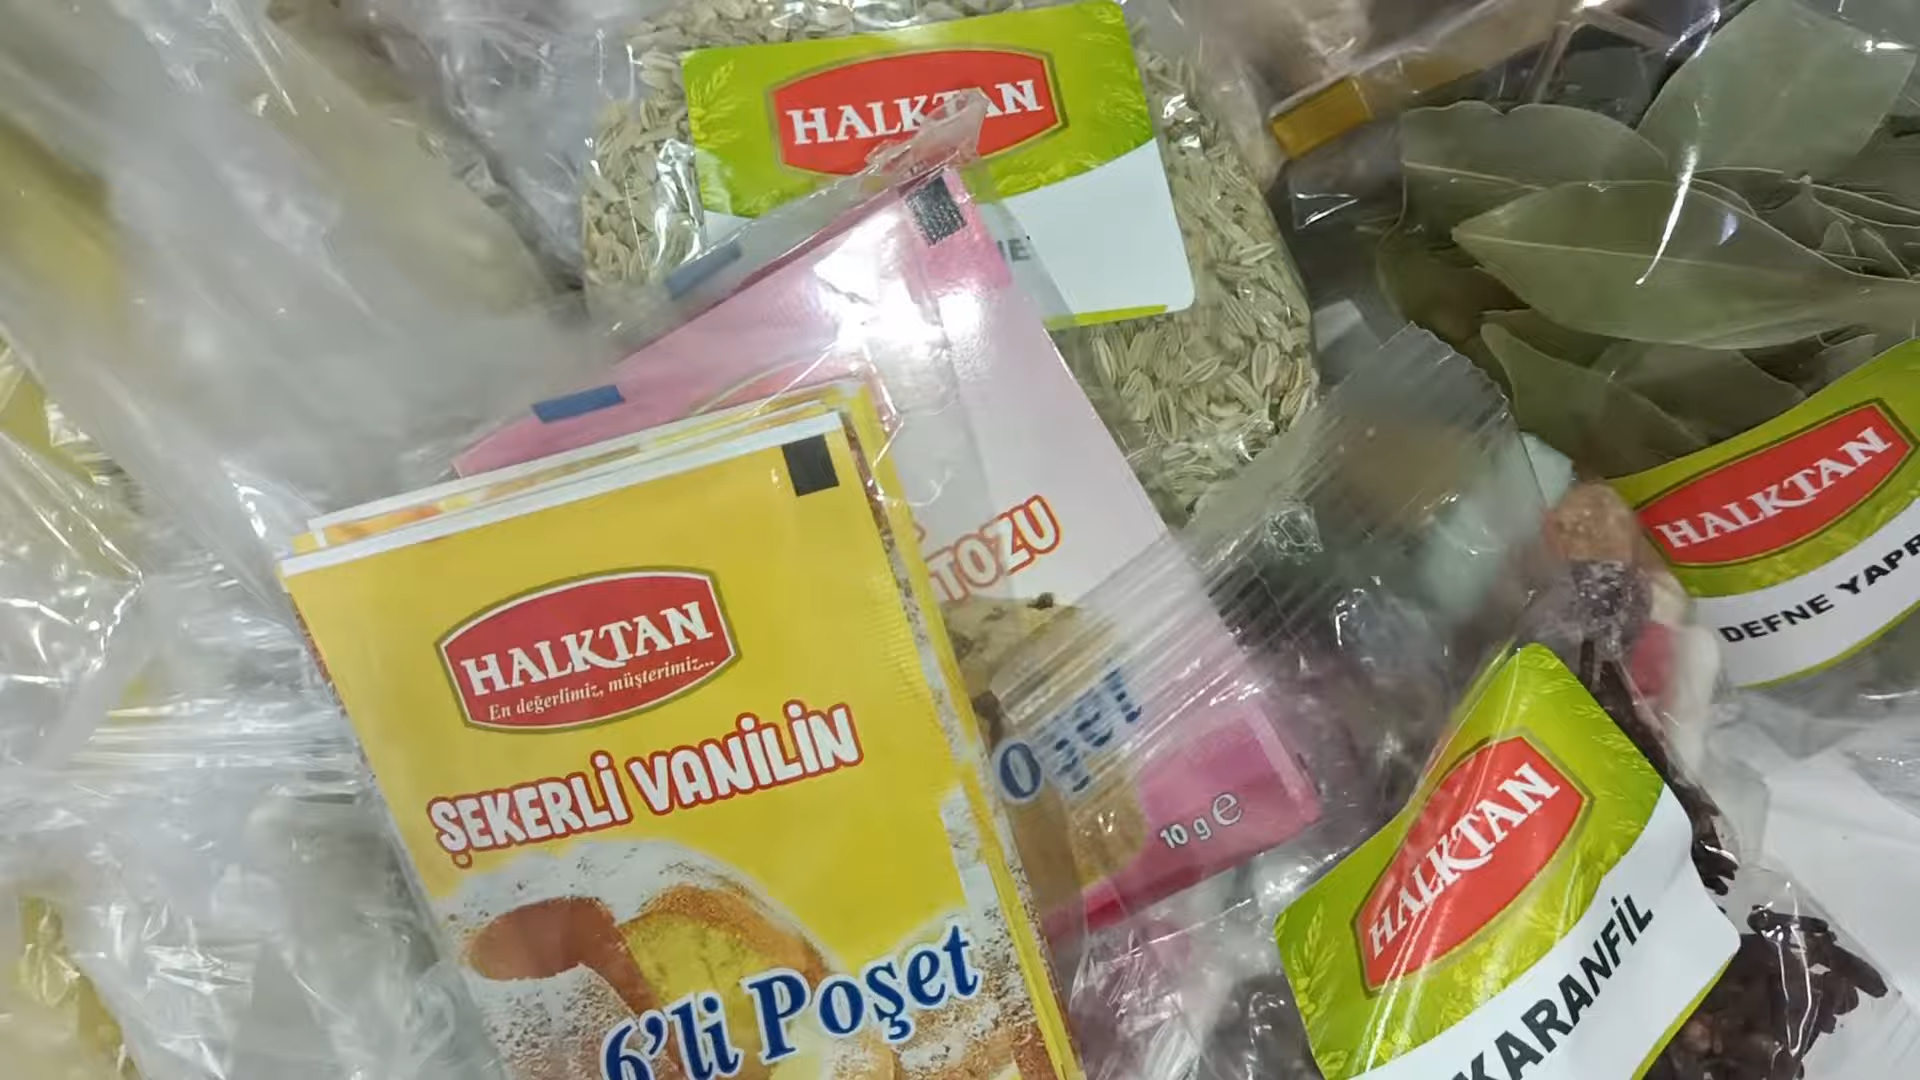 HALKTAN
HALKTAN
DEFNE YAPR
TOZU
10 g e
HALKTAN
En değerlimiz, müşterimiz...
ŞEKERLİ VANİLİN
6'li Poşet
HALKTAN
KARANFİL